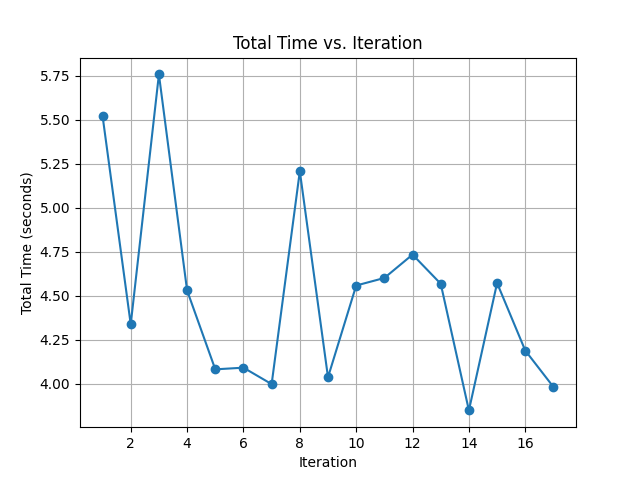 Total Time vs. Iteration
Total Time (seconds)
5.75
5.50
5.25
5.00
4.75
4.50
4.25
4.00
2 4 6 8 10 12 14 16
Iteration